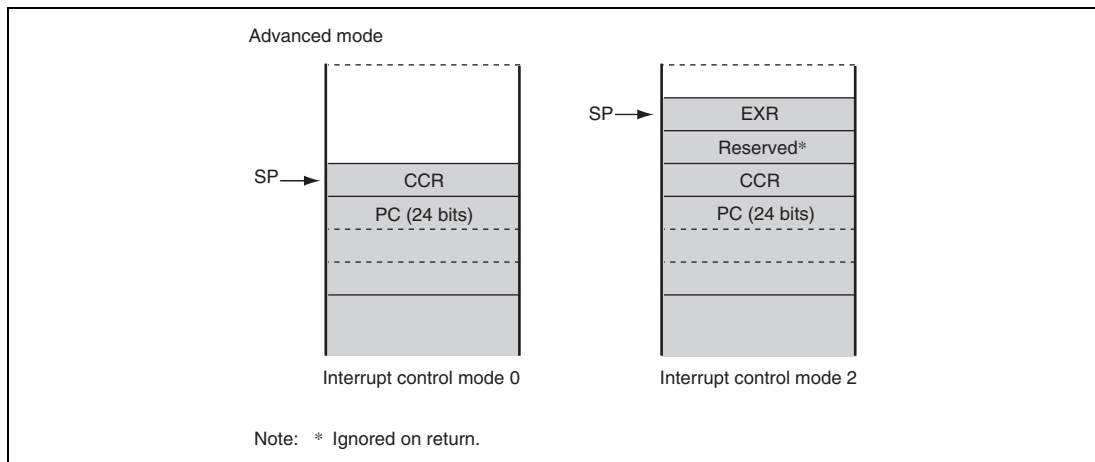 Advanced mode
SP
CCR
PC (24 bits)
Interrupt control mode 0
SP
EXR
Reserved*
CCR
PC (24 bits)
Interrupt control mode 2
Note: * Ignored on return.